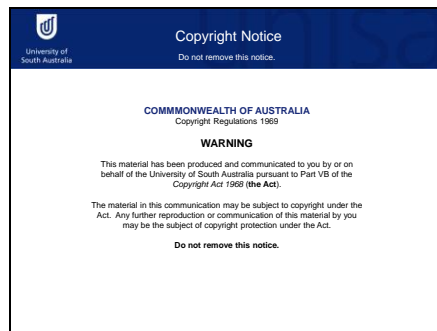 University of
South Australia
Copyright Notice
Do not remove this notice.
unisa
COMMMONWEALTH OF AUSTRALIA
Copyright Regulations 1969
WARNING
This material has been produced and communicated to you by or on
behalf of the University of South Australia pursuant to Part VB of the
Copyright Act 1968 (the Act).
The material in this communication may be subject to copyright under the
Act. Any further reproduction or communication of this material by you
may be the subject of copyright protection under the Act.
Do not remove this notice.